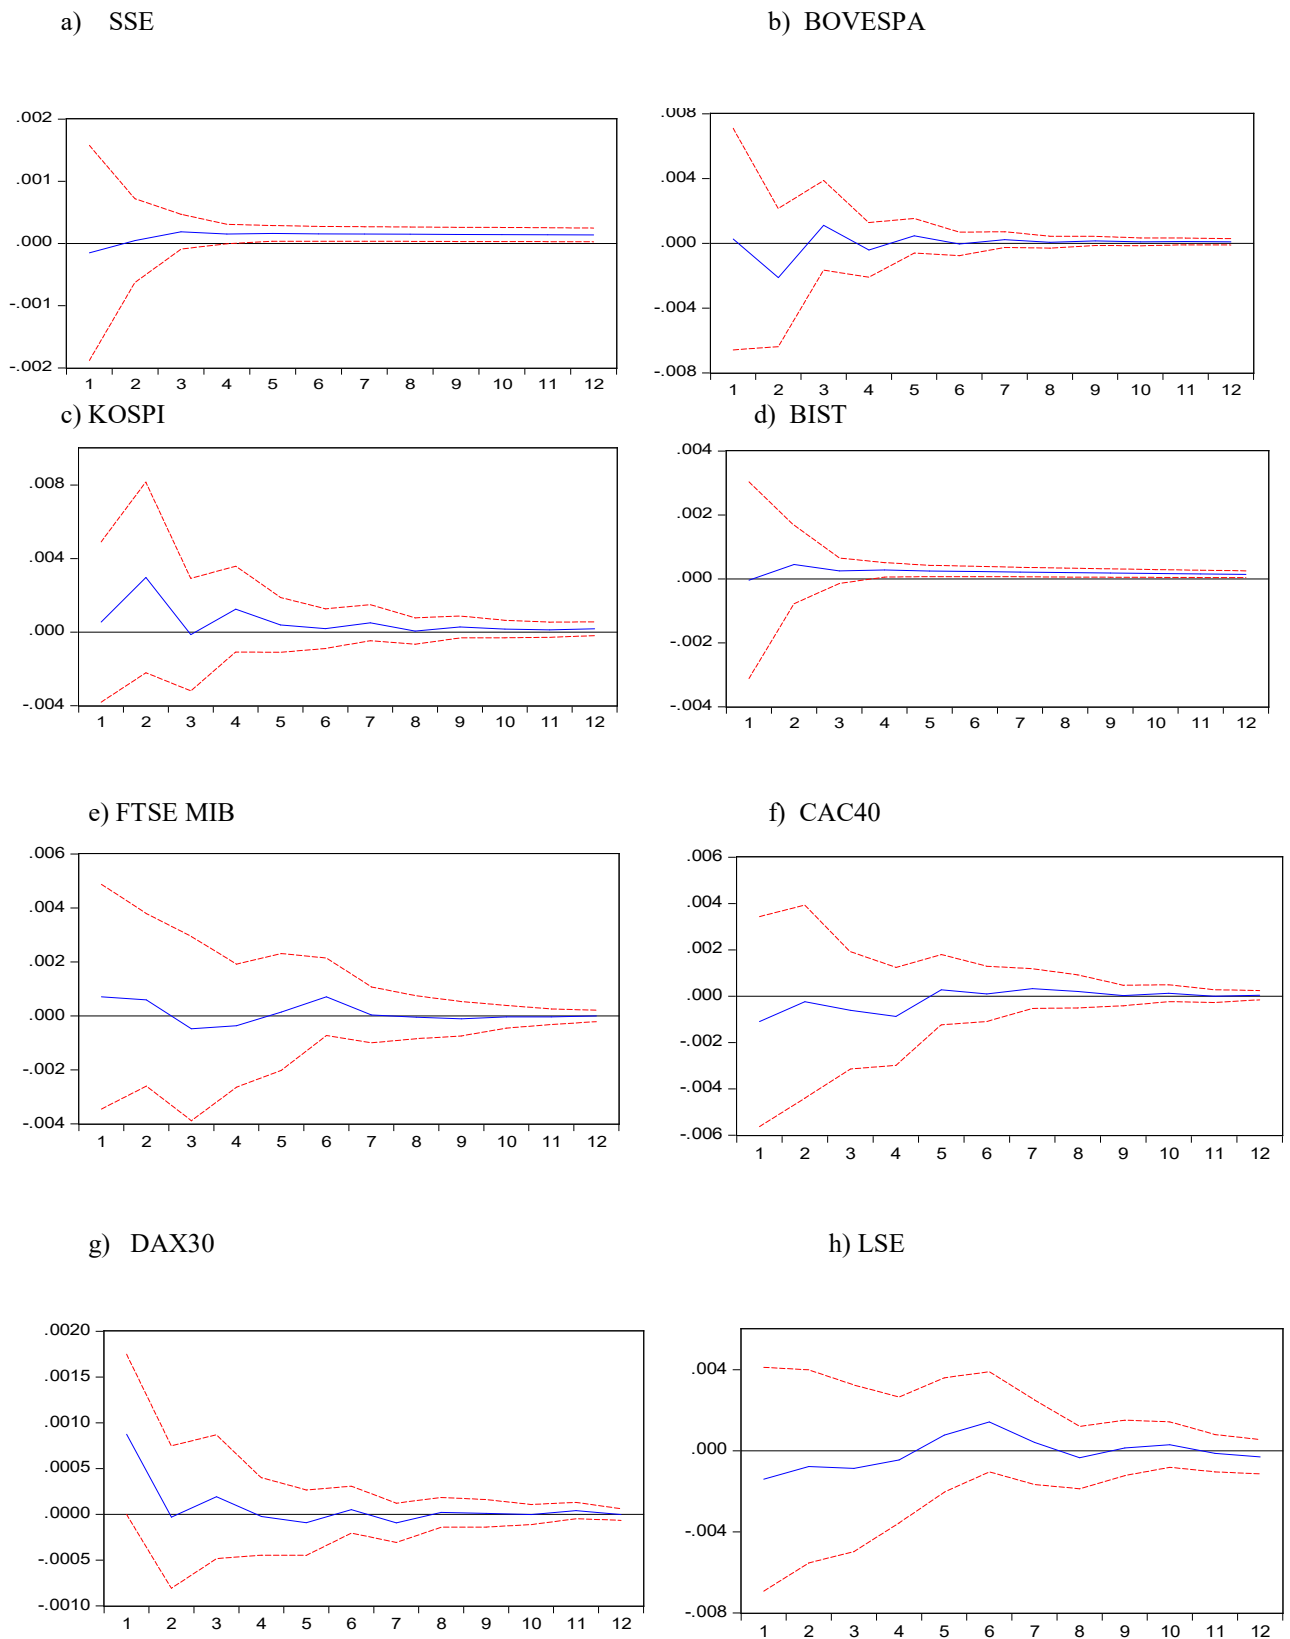 a) SSE
b) BOVESPA
.002
.001
.000
-.001
-.002
1 2 3 4 5 6 7 8 9 10 11 12
.008
.004
.000
-.004
-.008
1 2 3 4 5 6 7 8 9 10 11 12
c) KOSPI
d) BIST
.008
.004
.000
-.004
1 2 3 4 5 6 7 8 9 10 11 12
.004
.002
.000
-.002
-.004
1 2 3 4 5 6 7 8 9 10 11 12
e) FTSE MIB
f) CAC40
.006
.004
.002
.000
-.002
-.004
1 2 3 4 5 6 7 8 9 10 11 12
.006
.004
.002
.000
-.002
-.004
-.006
1 2 3 4 5 6 7 8 9 10 11 12
g) DAX30
h) LSE
.0020
.0015
.0010
.0005
.0000
-.0005
-.0010
1 2 3 4 5 6 7 8 9 10 11 12
.004
.000
-.004
-.008
1 2 3 4 5 6 7 8 9 10 11 12